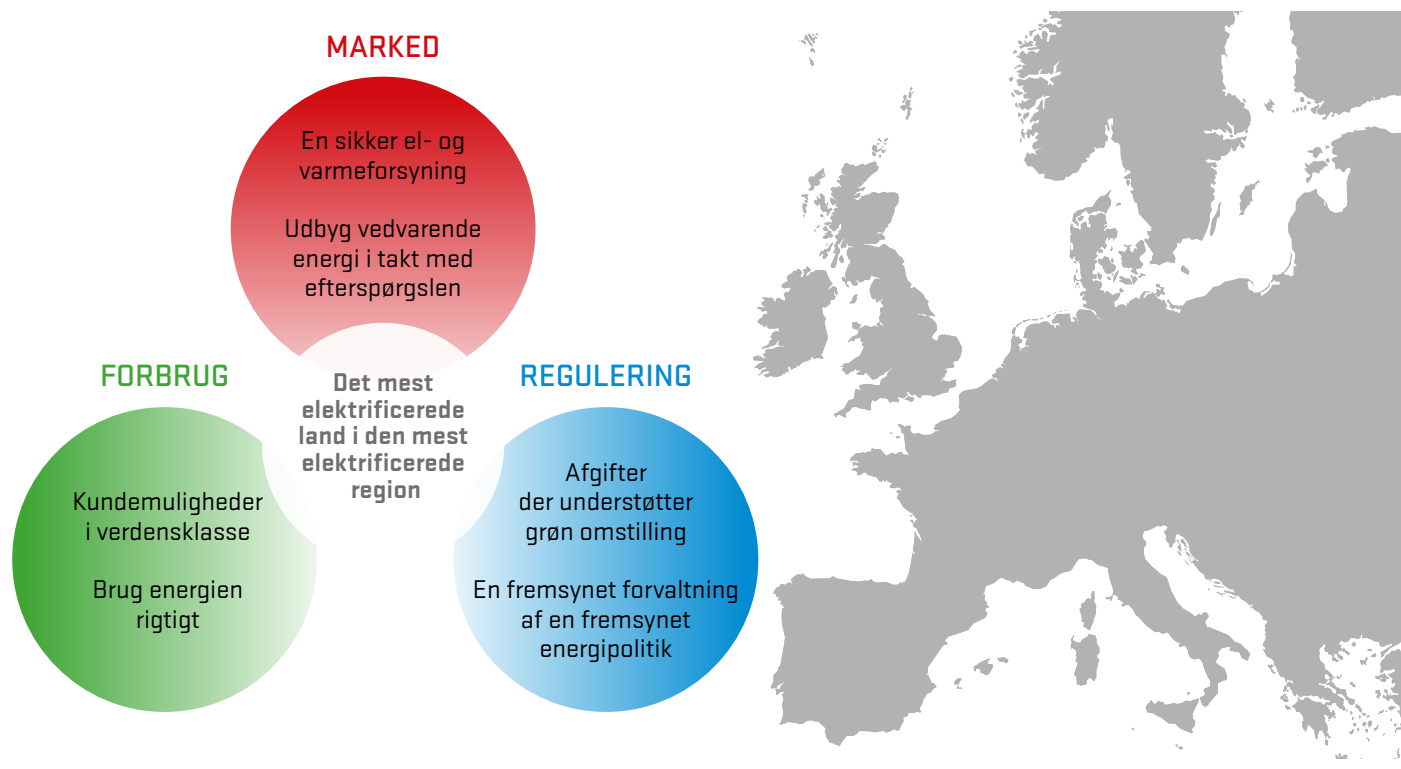 MARKED
En sikker el- og
varmeforsyning
Udbyg vedvarende
energi i takt med
efterspørgslen
FORBRUG
Kundemuligheder
i verdensklasse
Brug energien
rigtigt
Det mest
elektrificerede
land i den mest
elektrificerede
region
REGULERING
Afgifter
der understøtter
grøn omstilling
En fremsynet forvaltning
af en fremsynet
energipolitik